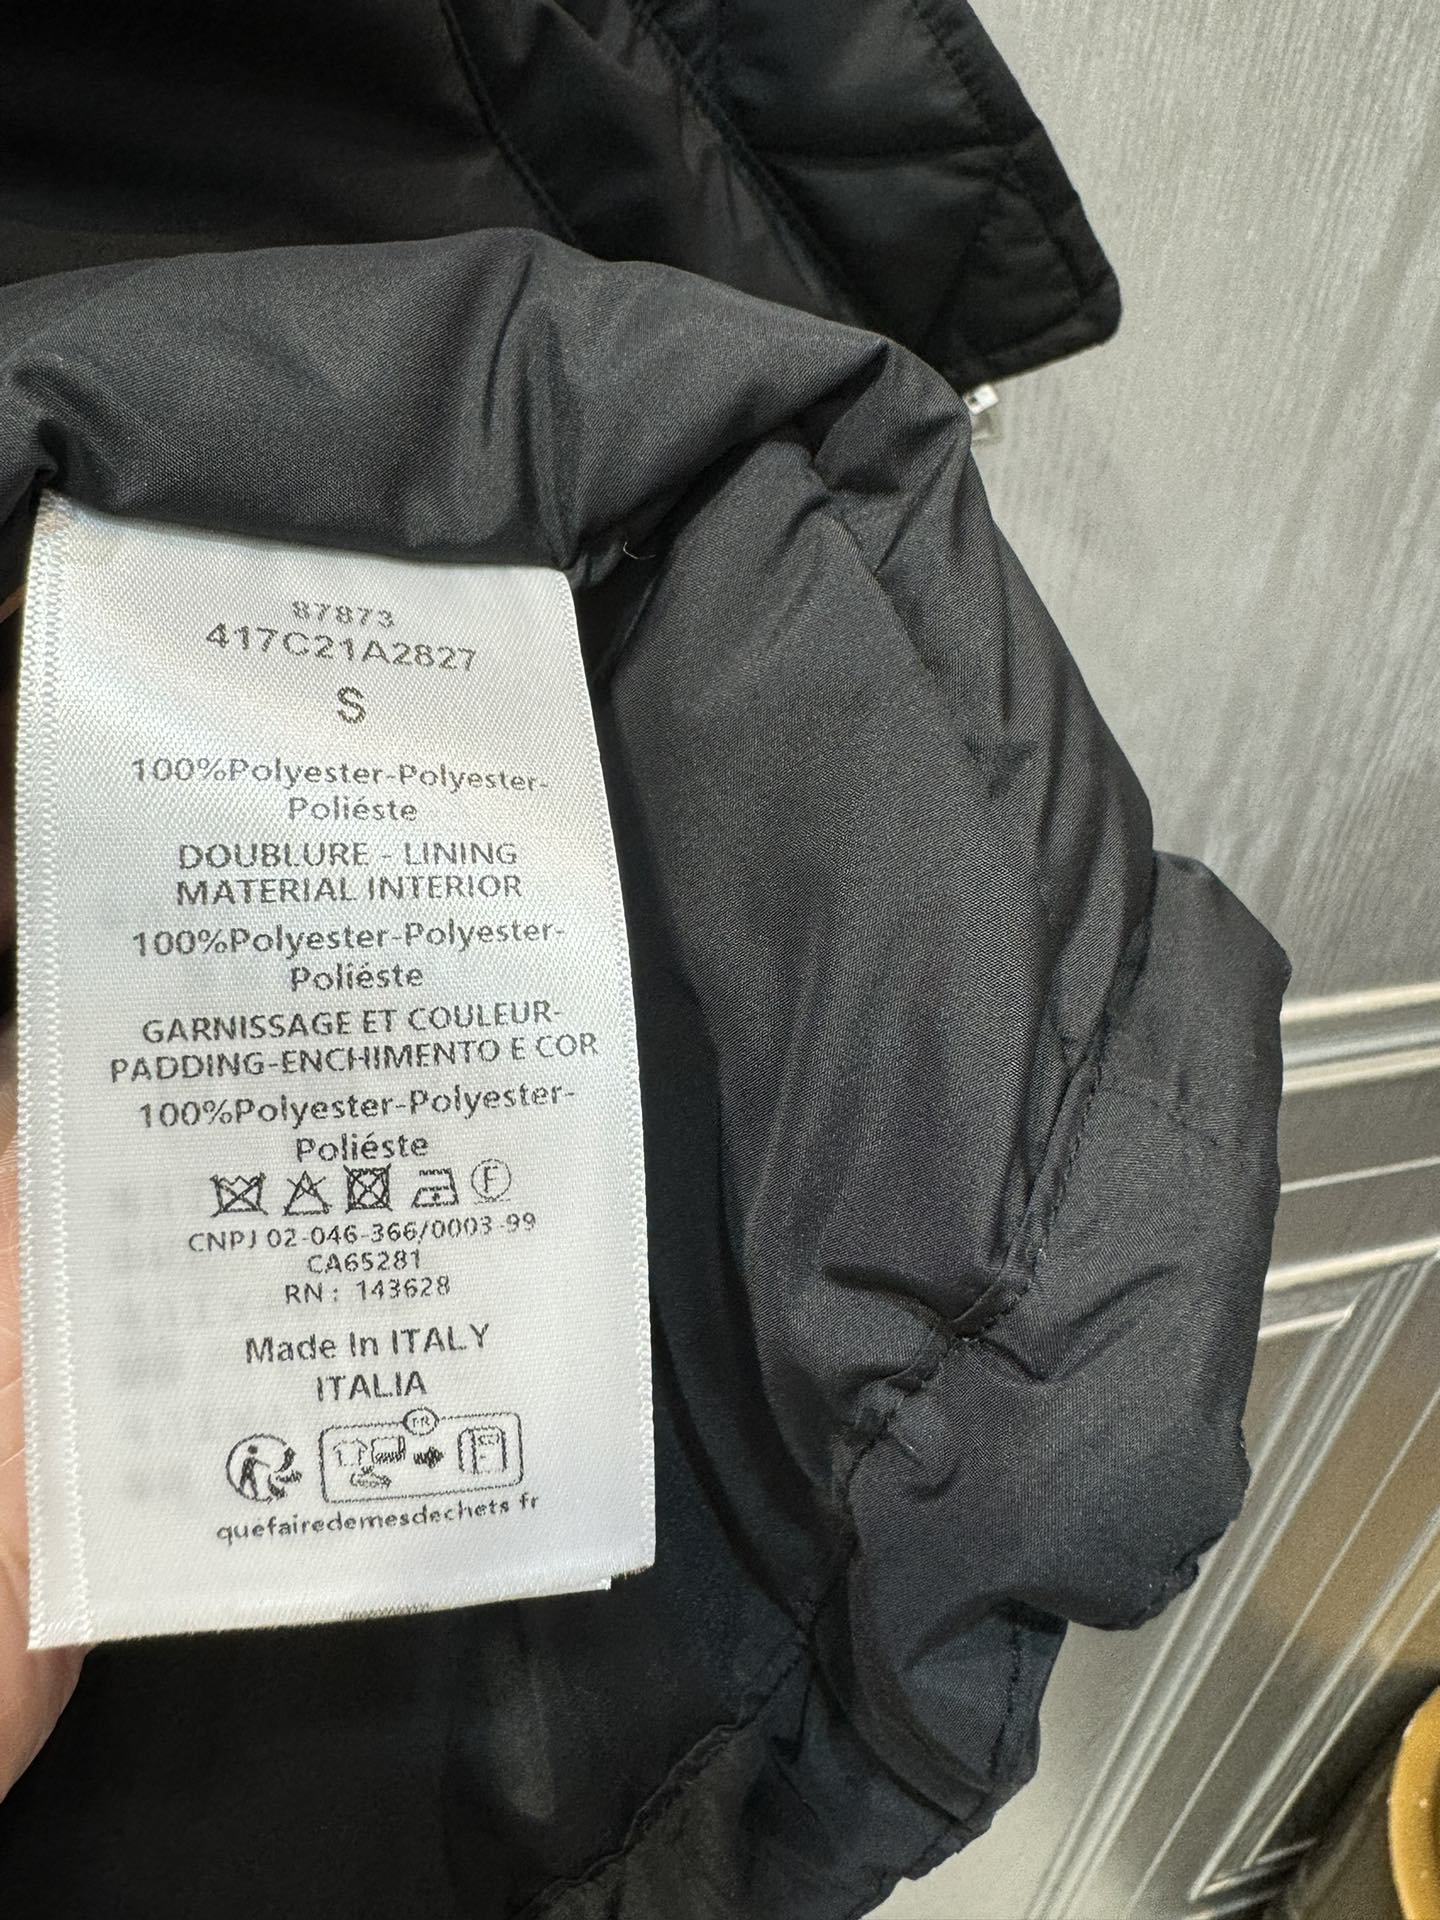 87873
417C21A2827
S
100%Polyester-Polyester-
Poliéste
DOUBLURE - LINING
MATERIAL INTERIOR
100%Polyester-Polyester-
Poliéste
GARNISSAGE ET COULEUR-
PADDING-ENCHIMENTO E COR
100%Polyester-Polyester-
Poliéste
F
CNPJ 02-046-366/0003-99
CA65281
RN : 143628
Made In ITALY
ITALIA
FR
quefairedemesdechets fr